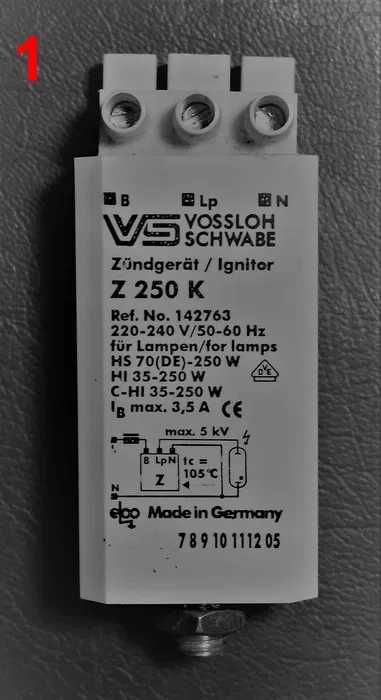 1
B Lp N
VS VOSSLOH
SCHWABE
Zündgerät / Ignitor
Z 250 K
Ref. No. 142763
220-240 V/50-60 Hz
für Lampen/for lamps
HS 70(DE)-250 W
HI 35-250 W
C-HI 35-250 W
IB max. 3,5 A CE
VDE
max. 5 kV
B Lp N
tc =
Z 105°C
N
elbo Made in Germany
7 8 9 10 11 12 05